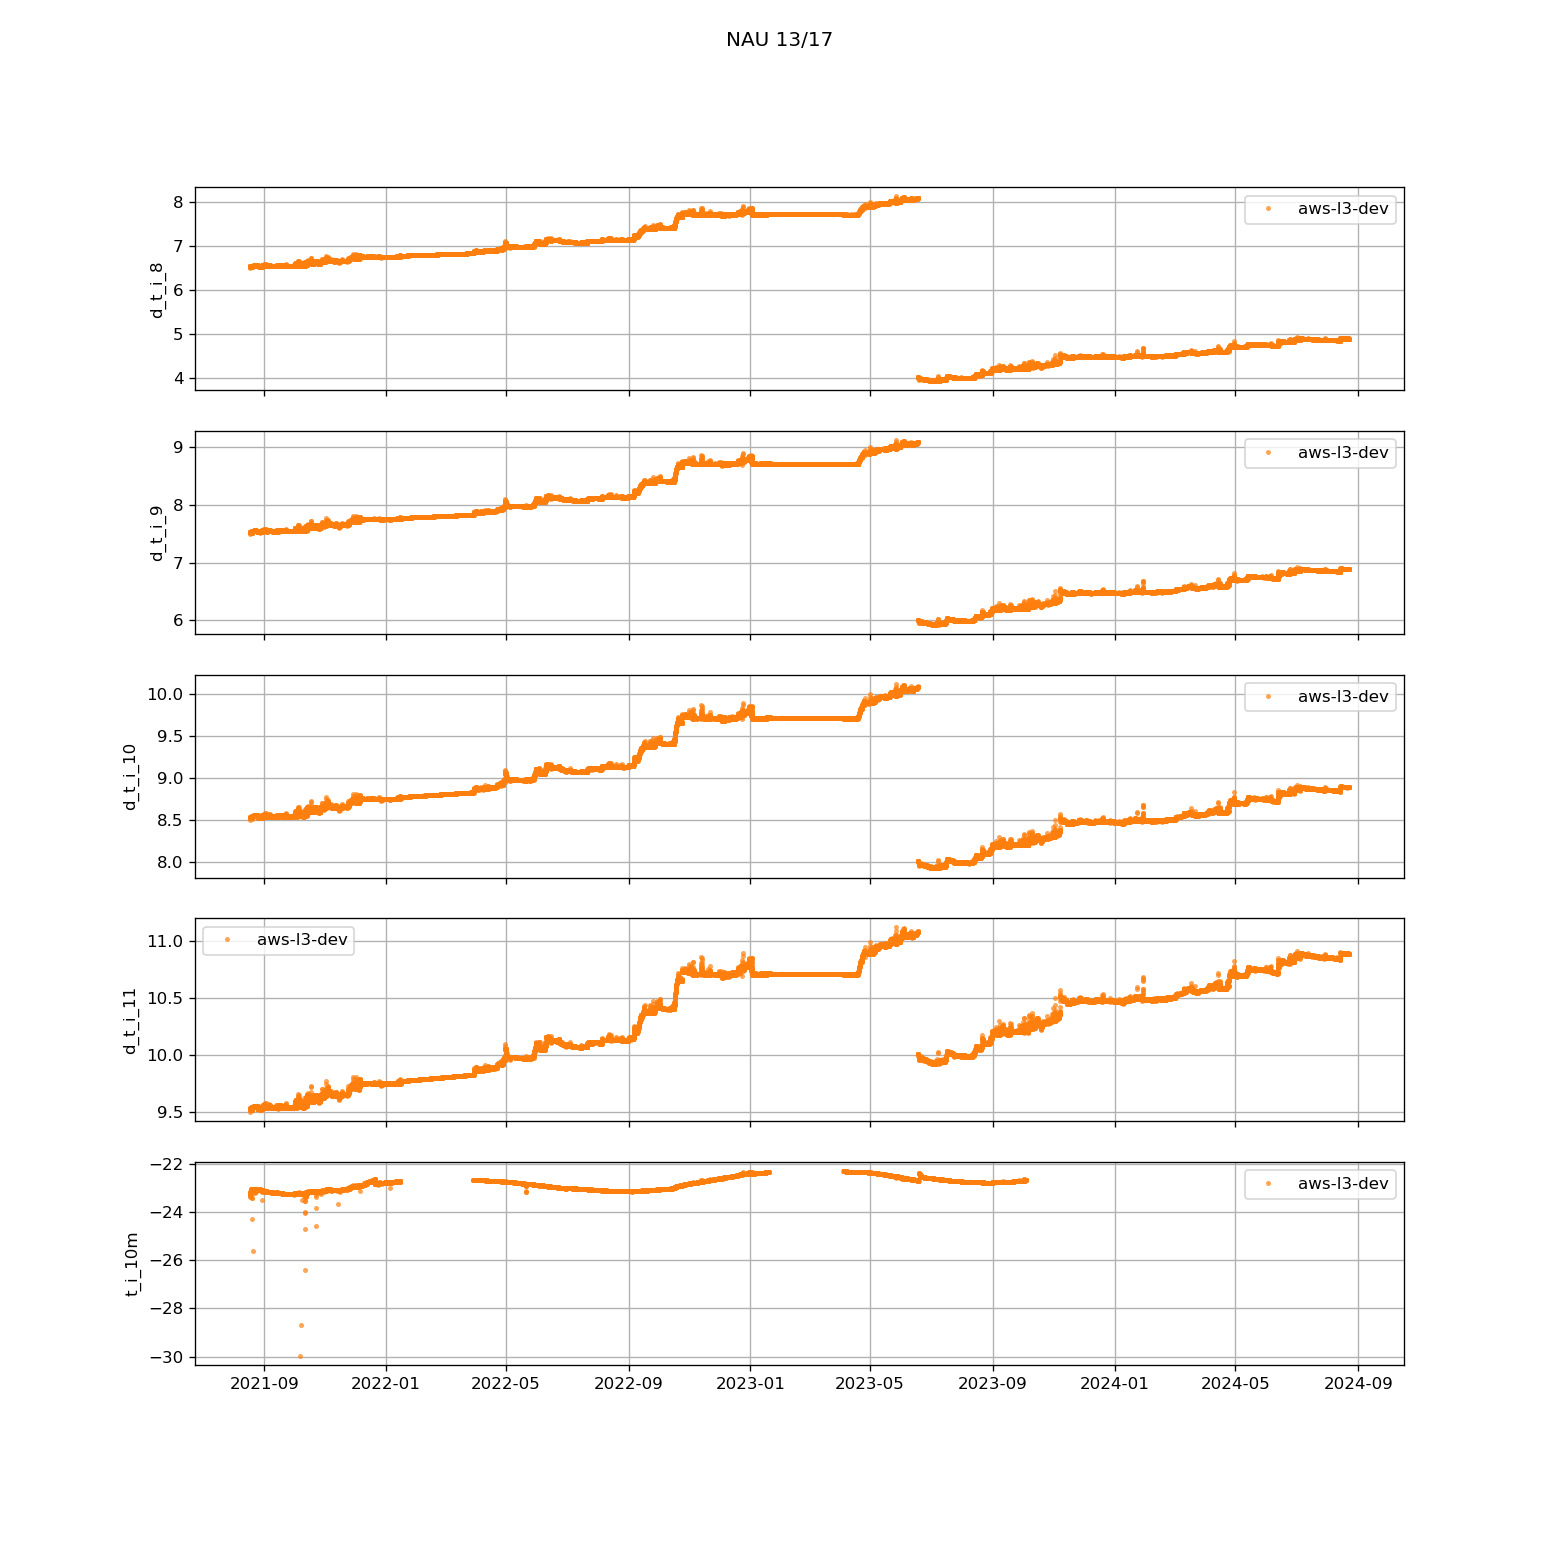 NAU 13/17
8
7
6
5
4
d_t_i_8
aws-l3-dev
9
8
7
6
d_t_i_9
aws-l3-dev
10.0
9.5
9.0
8.5
8.0
d_t_i_10
aws-l3-dev
11.0
10.5
10.0
9.5
d_t_i_11
aws-l3-dev
−22
−24
−26
−28
−30
t_i_10m
aws-l3-dev
2021-09 2022-01 2022-05 2022-09 2023-01 2023-05 2023-09 2024-01 2024-05 2024-09